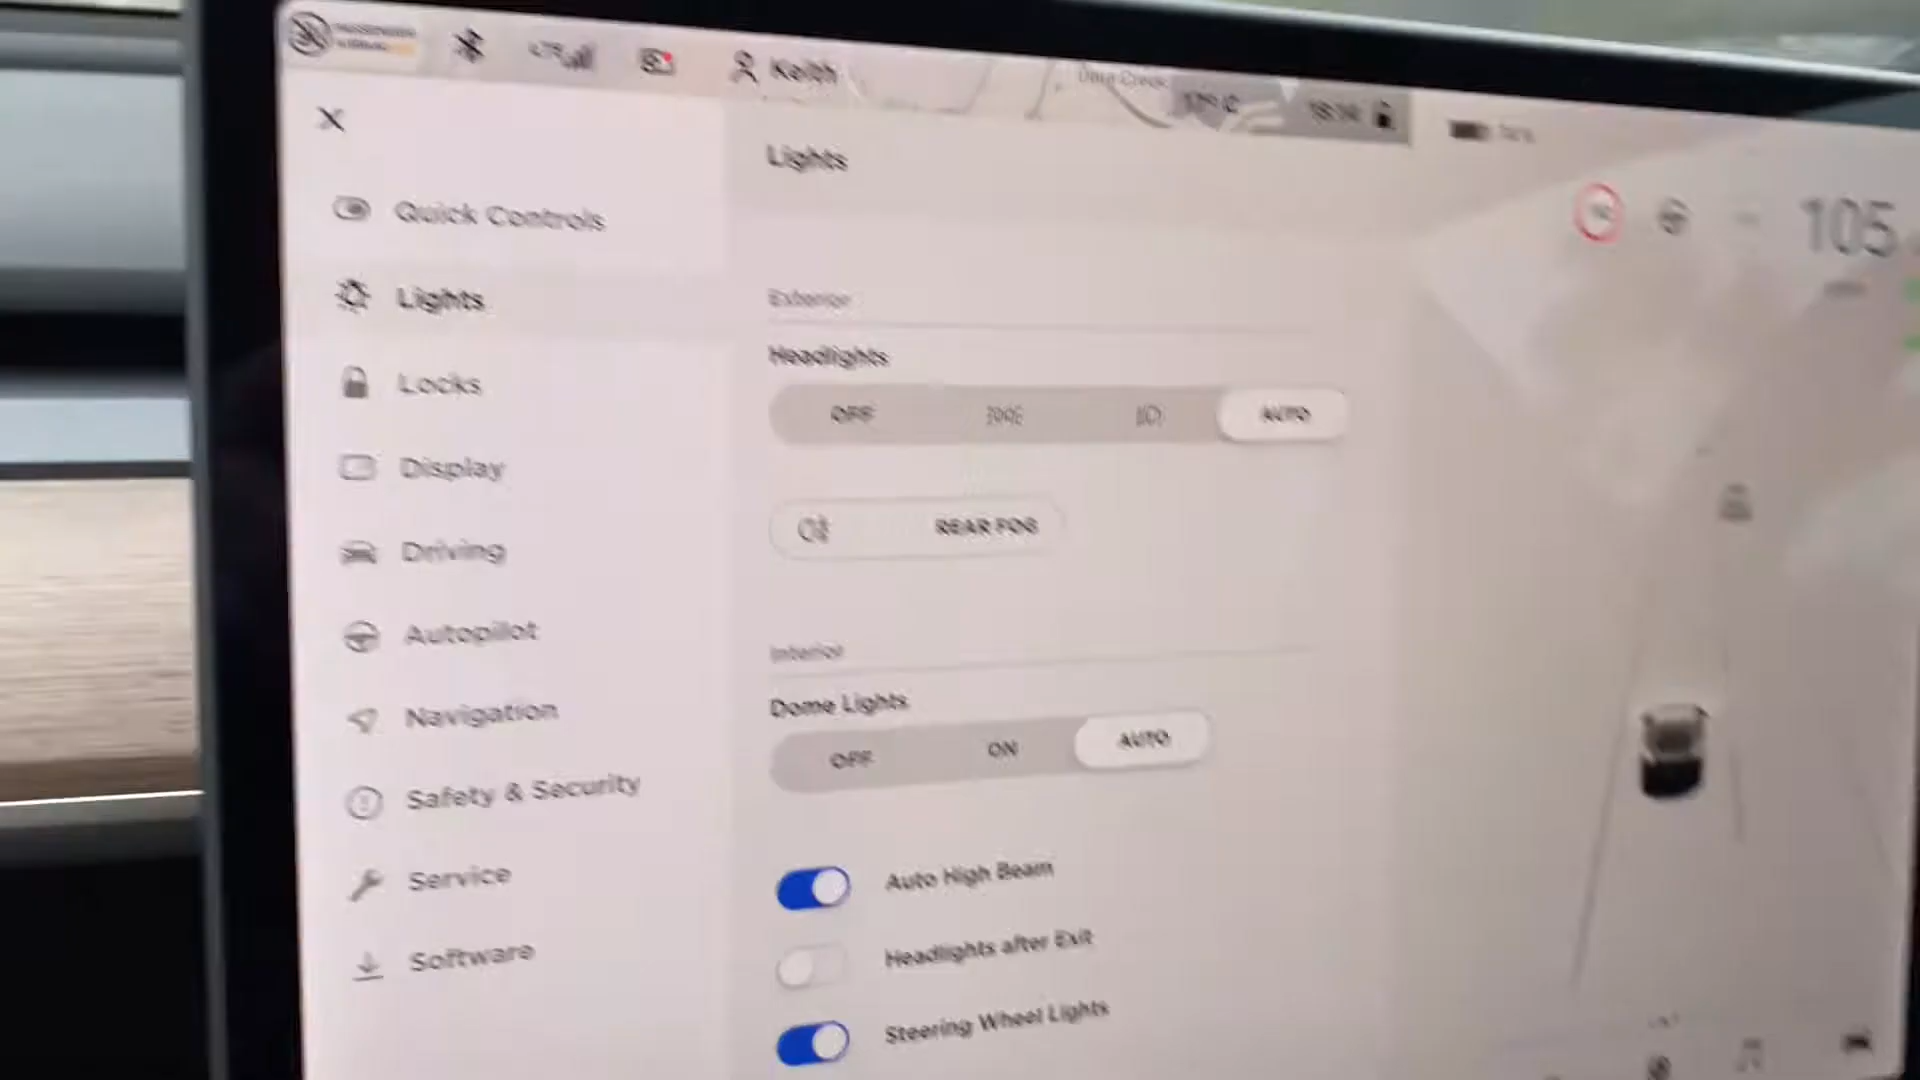 Keith
X
Lights
105
Quick Controls
Exterior
Lights
Headlights
Locks
OFF
AUTO
Display
REAR FOG
Driving
Autopilot
Interior
Dome Lights
Navigation
OFF ON AUTO
Safety & Security
Auto High Beam
Service
Headlights after Exit
Software
Steering Wheel Lights